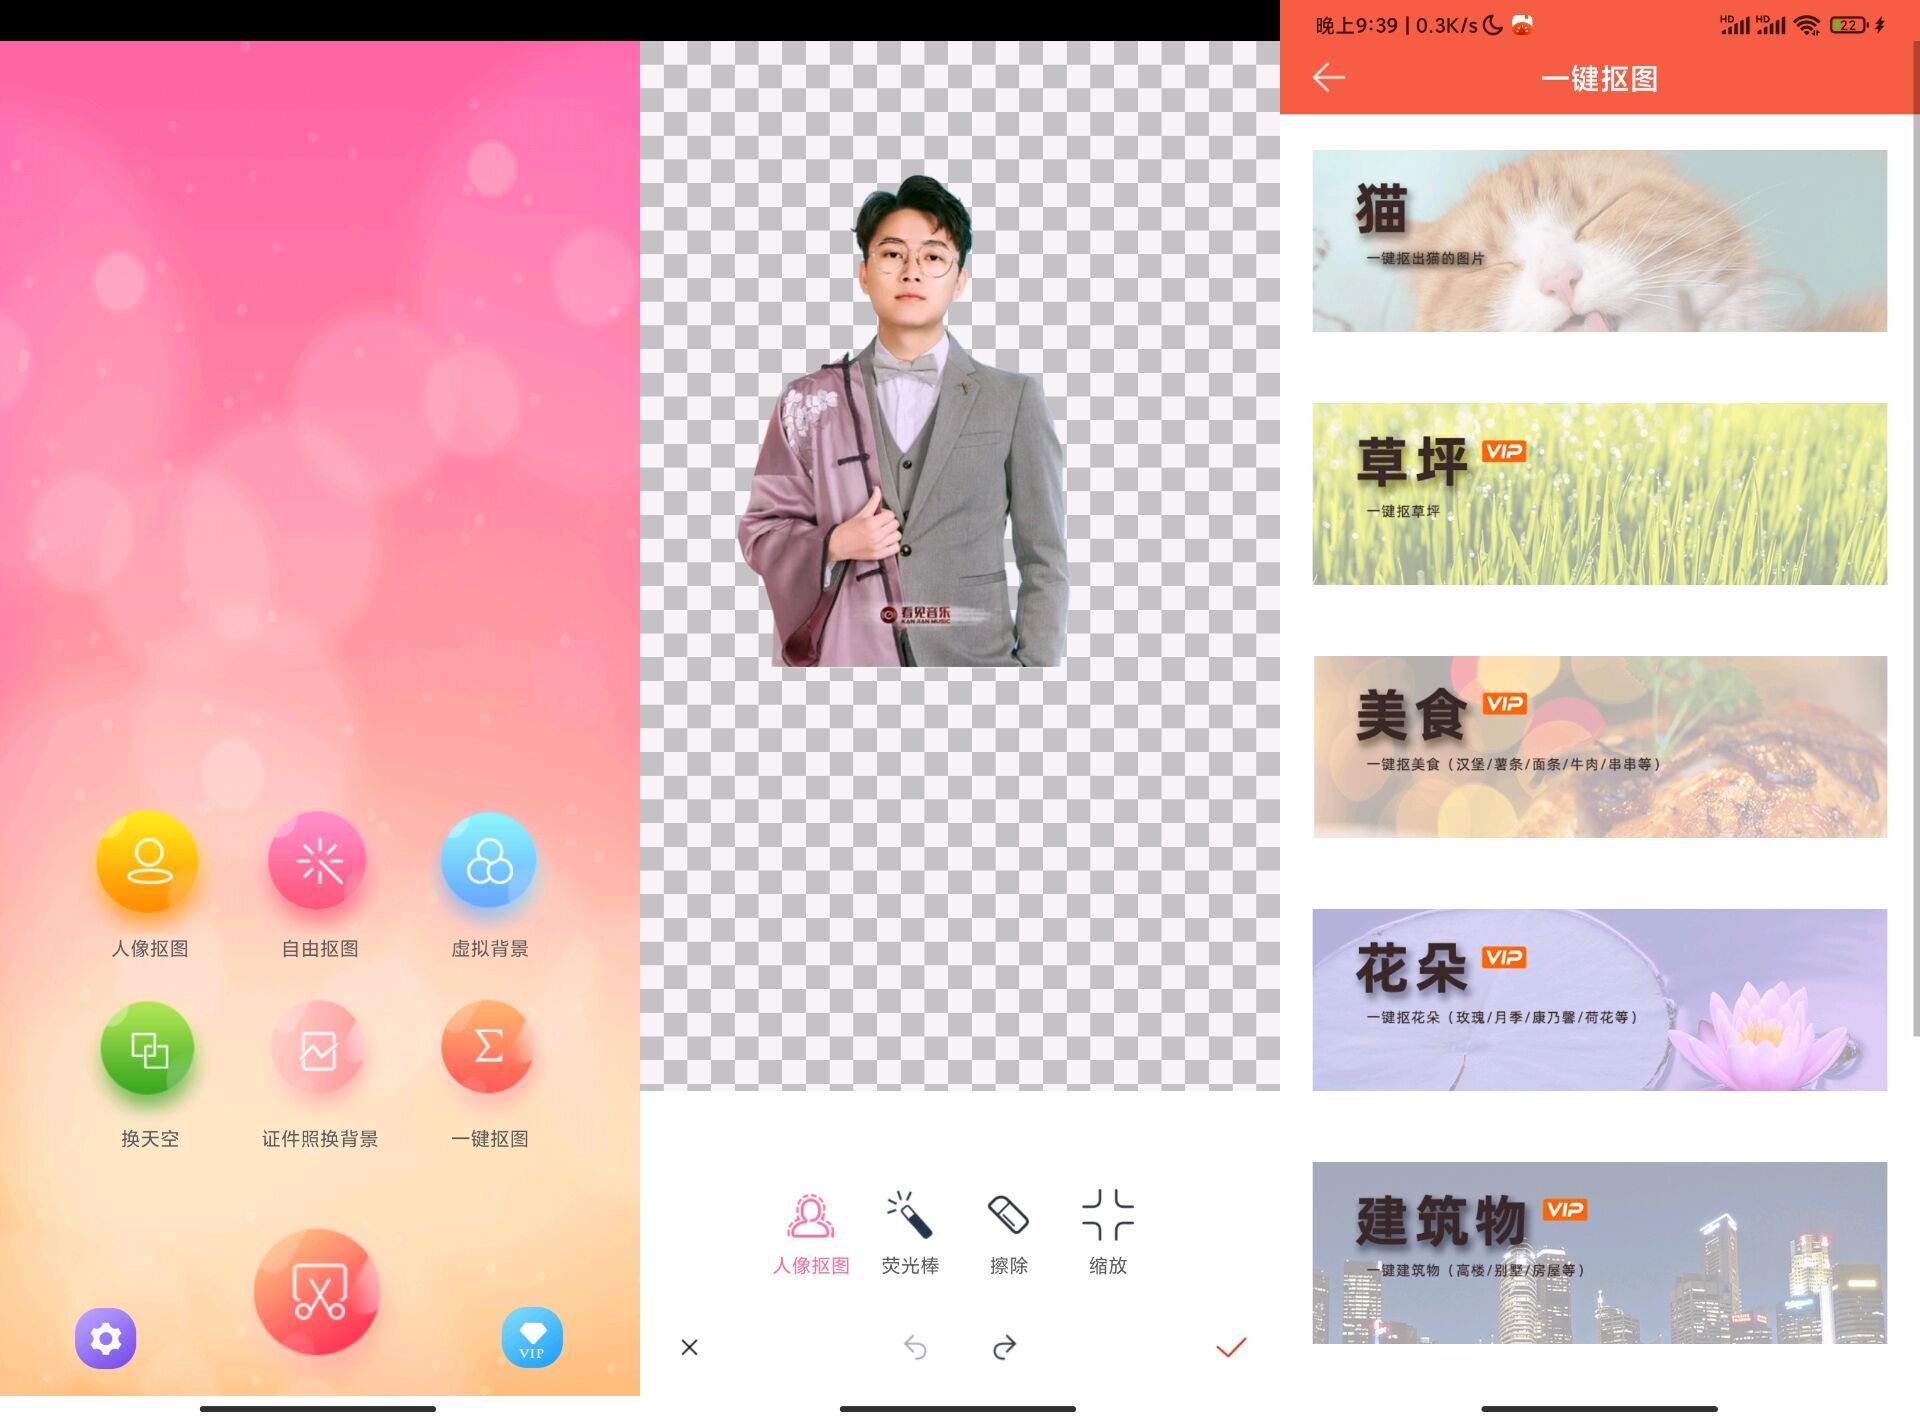 人像抠图
自由抠图
虚拟背景
换天空
证件照换背景
一键抠图
VIP
看见音乐
KAN JIAN MUSIC
人像抠图
荧光棒
擦除
缩放
晚上9:39 | 0.3K/s
HD
HD
22
一键抠图
猫
一键抠出猫的图片
草坪 VIP
一键抠草坪
美食 VIP
一键抠美食（汉堡/薯条/面条/牛肉/串串等）
花朵 VIP
一键抠花朵（玫瑰/月季/康乃馨/荷花等）
建筑物 VIP
一键建筑物（高楼/别墅/房屋等）